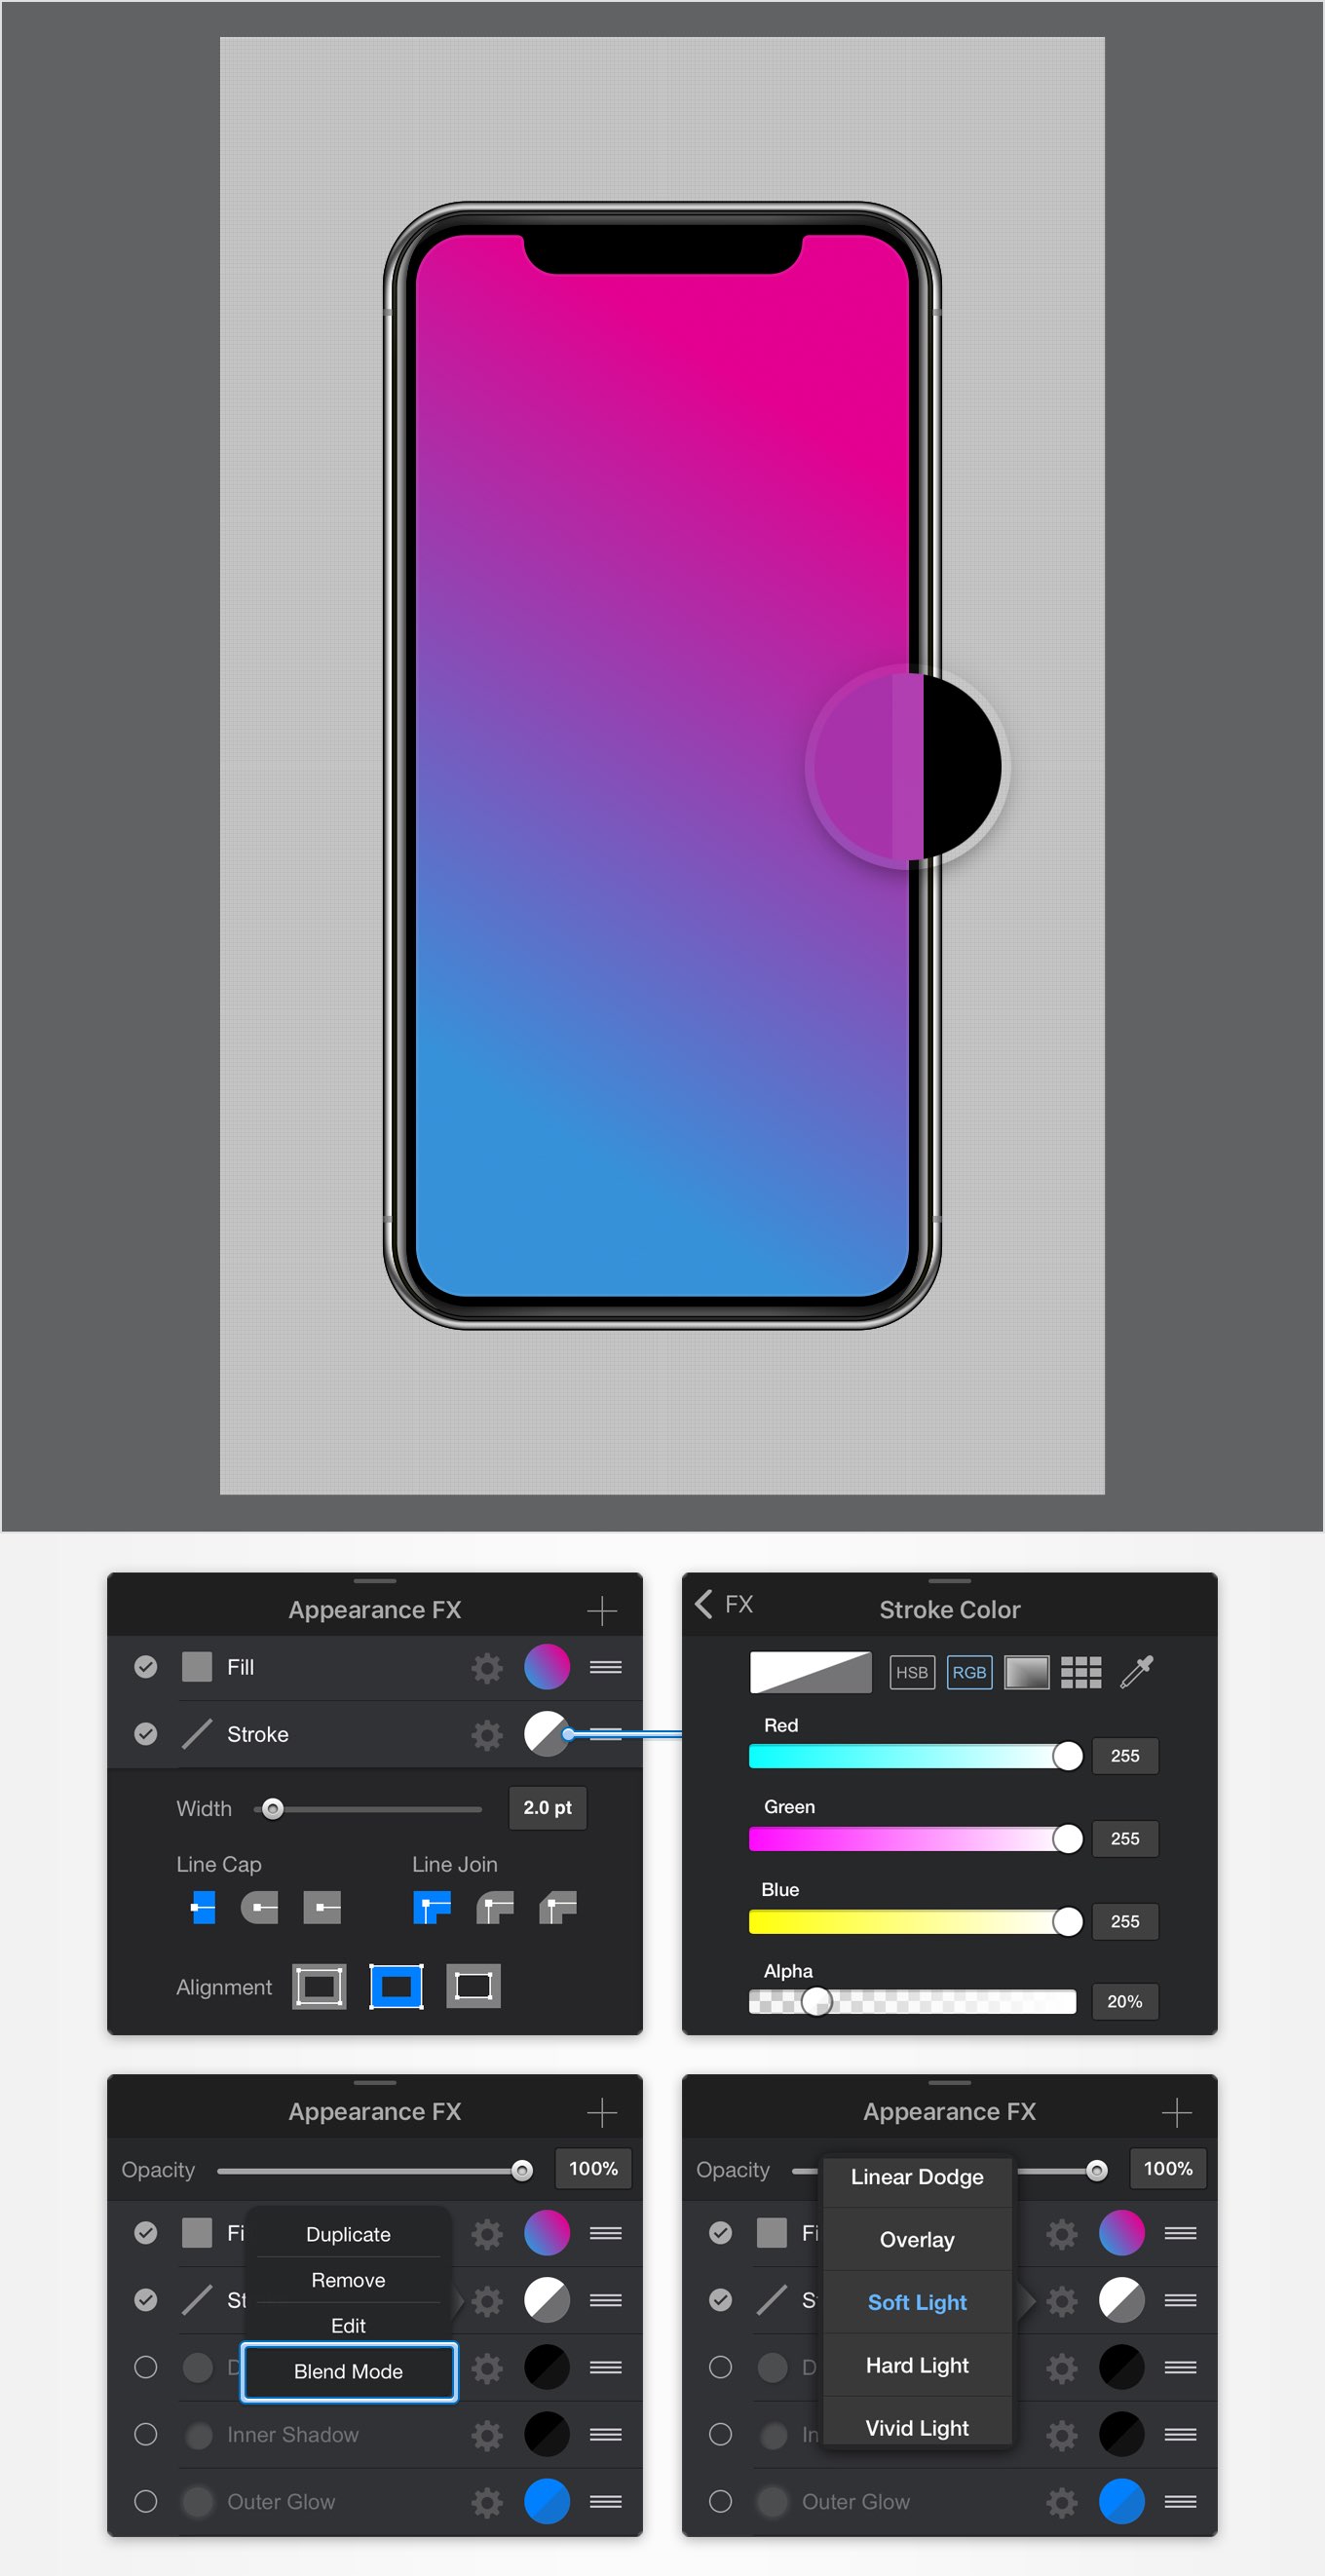 Appearance FX
Fill
Stroke
Width
2.0 pt
Line Cap
Line Join
Alignment
FX
Stroke Color
HSB
RGB
Red
255
Green
255
Blue
255
Alpha
20%
Appearance FX
Opacity
100%
Fi
Duplicate
Remove
St
Edit
D
Blend Mode
Inner Shadow
Outer Glow
Appearance FX
Opacity
100%
Linear Dodge
Fi
Overlay
S
Soft Light
D
Hard Light
In
Vivid Light
Outer Glow